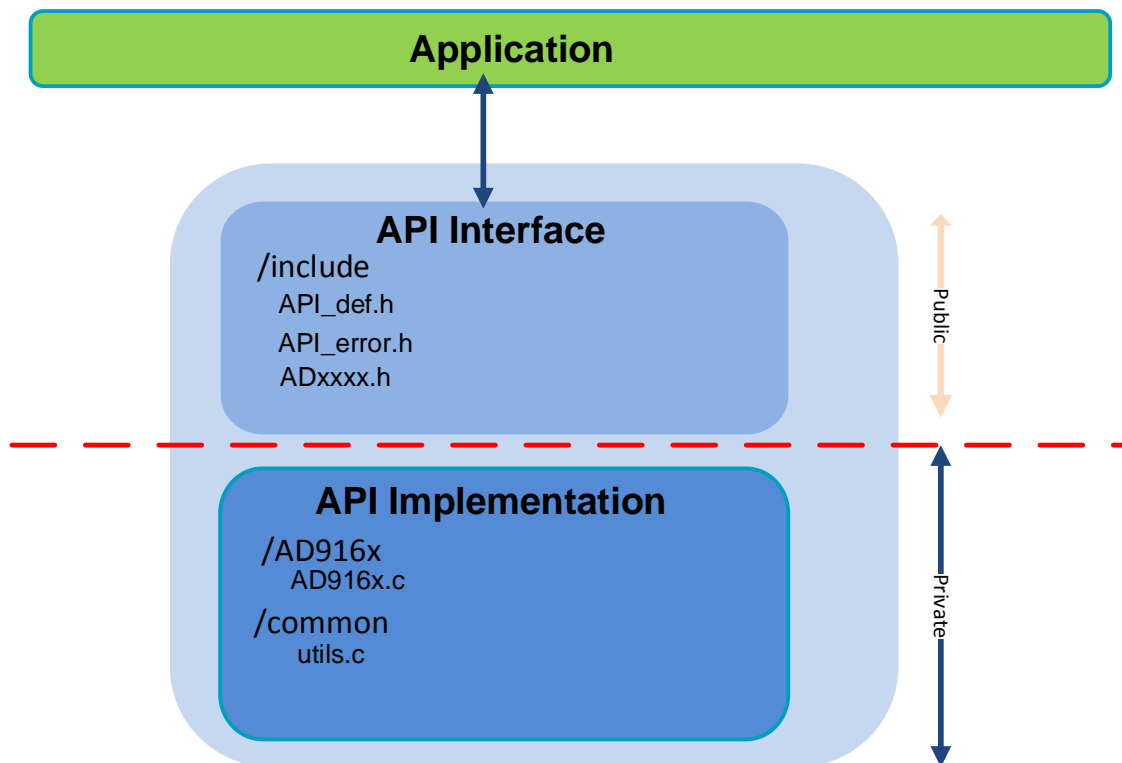 Application
API Interface
/include
API_def.h
API_error.h
ADxxxx.h
Public
API Implementation
/AD916x
AD916x.c
/common
utils.c
Private